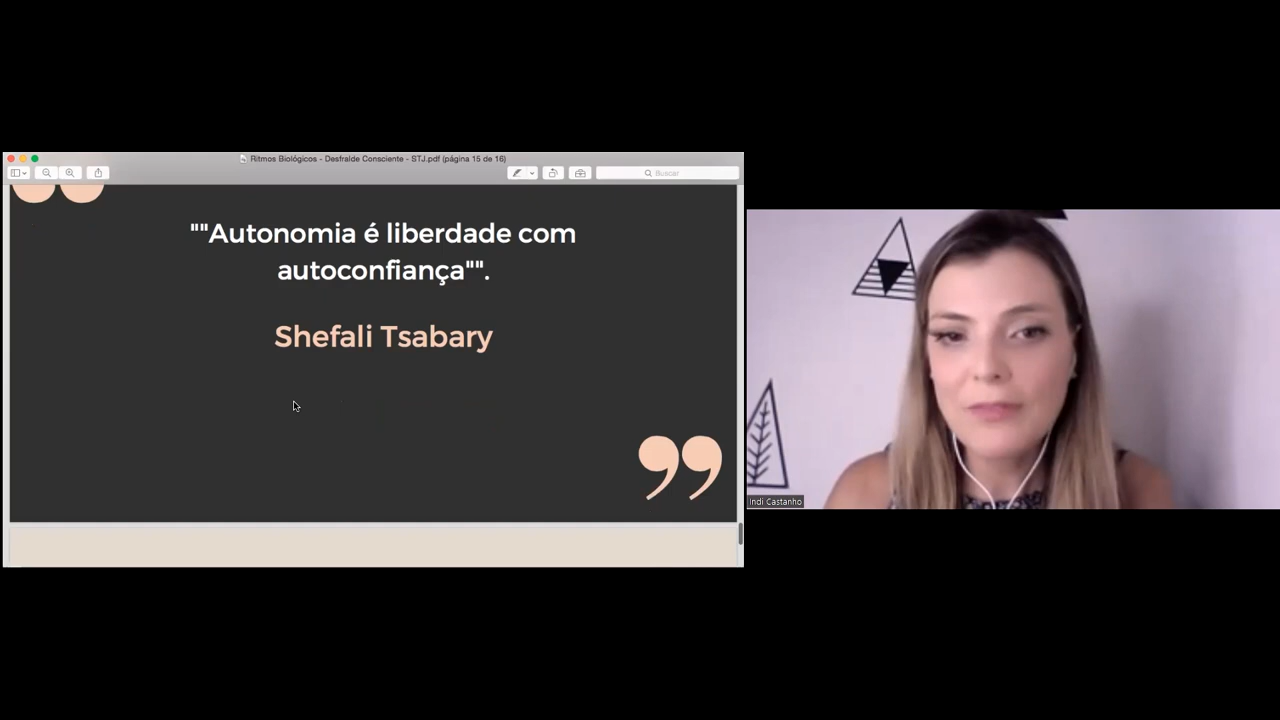 Ritmos Biológicos - Desfralde Consciente - STJ.pdf (página 15 de 16)
Buscar
""Autonomia é liberdade com
autoconfiança"".
Shefali Tsabary
Indi Castanho